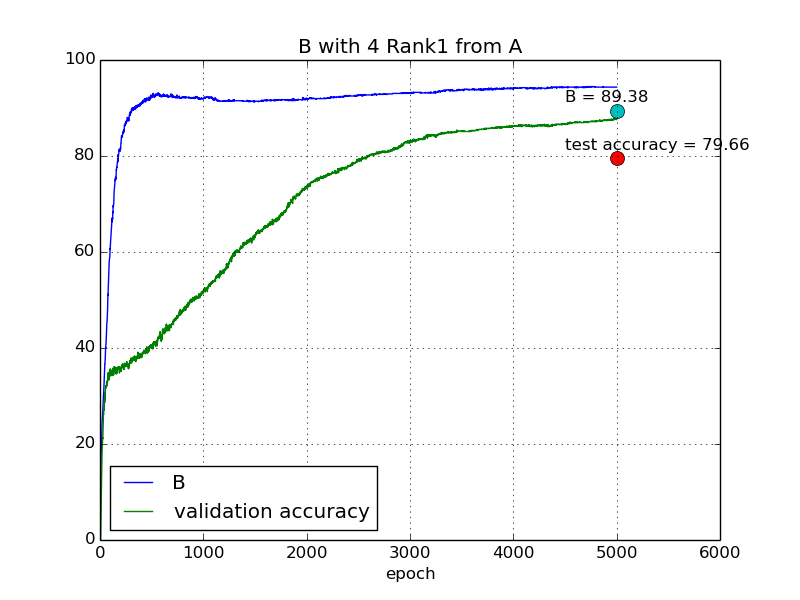 B with 4 Rank1 from A
100
80
60
40
20
0
B = 89.38
test accuracy = 79.66
B
validation accuracy
0 1000 2000 3000 4000 5000 6000
epoch